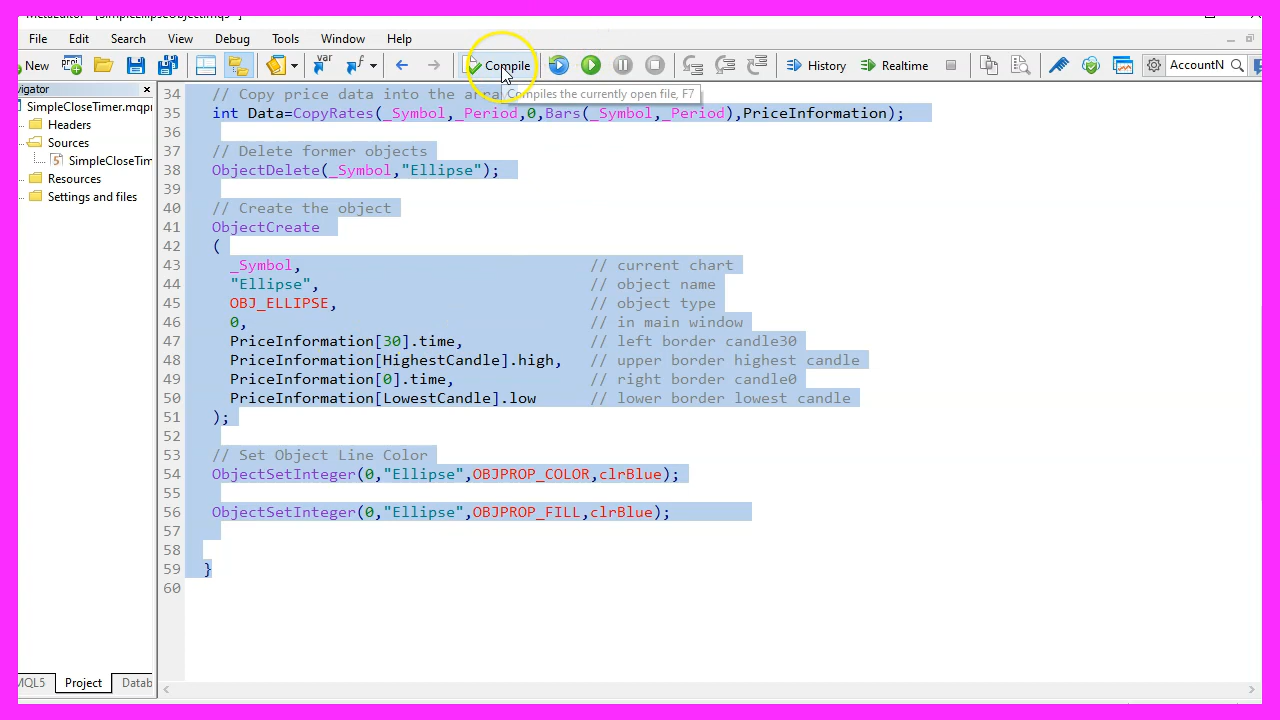 MetaEditor - [SimpleEllipseObject.mq5 *]
File Edit Search View Debug Tools Window Help
New Compile History Realtime AccountN
vigator
Compiles the currently open file, F7
SimpleCloseTimer.mqpr
Headers
Sources
SimpleCloseTim
Resources
Settings and files
34 // Copy price data into the arra
35 int Data=CopyRates(_Symbol,_Period,0,Bars(_Symbol,_Period),PriceInformation);
36
37 // Delete former objects
38 ObjectDelete(_Symbol,"Ellipse");
39
40 // Create the object
41 ObjectCreate
42 (
43 _Symbol, // current chart
44 "Ellipse", // object name
45 OBJ_ELLIPSE, // object type
46 0, // in main window
47 PriceInformation[30].time, // left border candle30
48 PriceInformation[HighestCandle].high, // upper border highest candle
49 PriceInformation[0].time, // right border candle0
50 PriceInformation[LowestCandle].low // lower border lowest candle
51 );
52
53 // Set Object Line Color
54 ObjectSetInteger(0,"Ellipse",OBJPROP_COLOR,clrBlue);
55
56 ObjectSetInteger(0,"Ellipse",OBJPROP_FILL,clrBlue);
57
58
59 }
60
MQL5 Project Datab